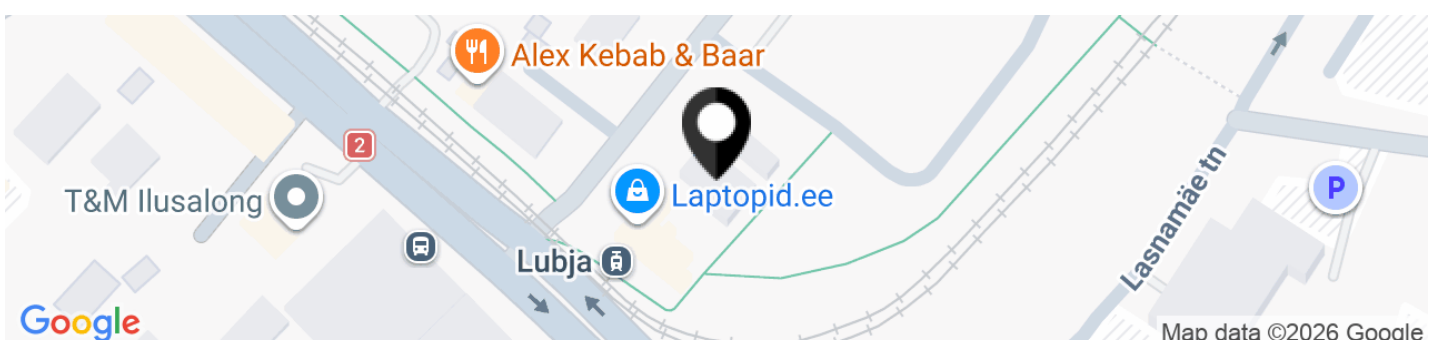 Alex Kebab & Baar
2
T&M Ilusalong
Laptopid.ee
P
Lasnamäe tn
Lubja
Google
Map data ©2026 Google